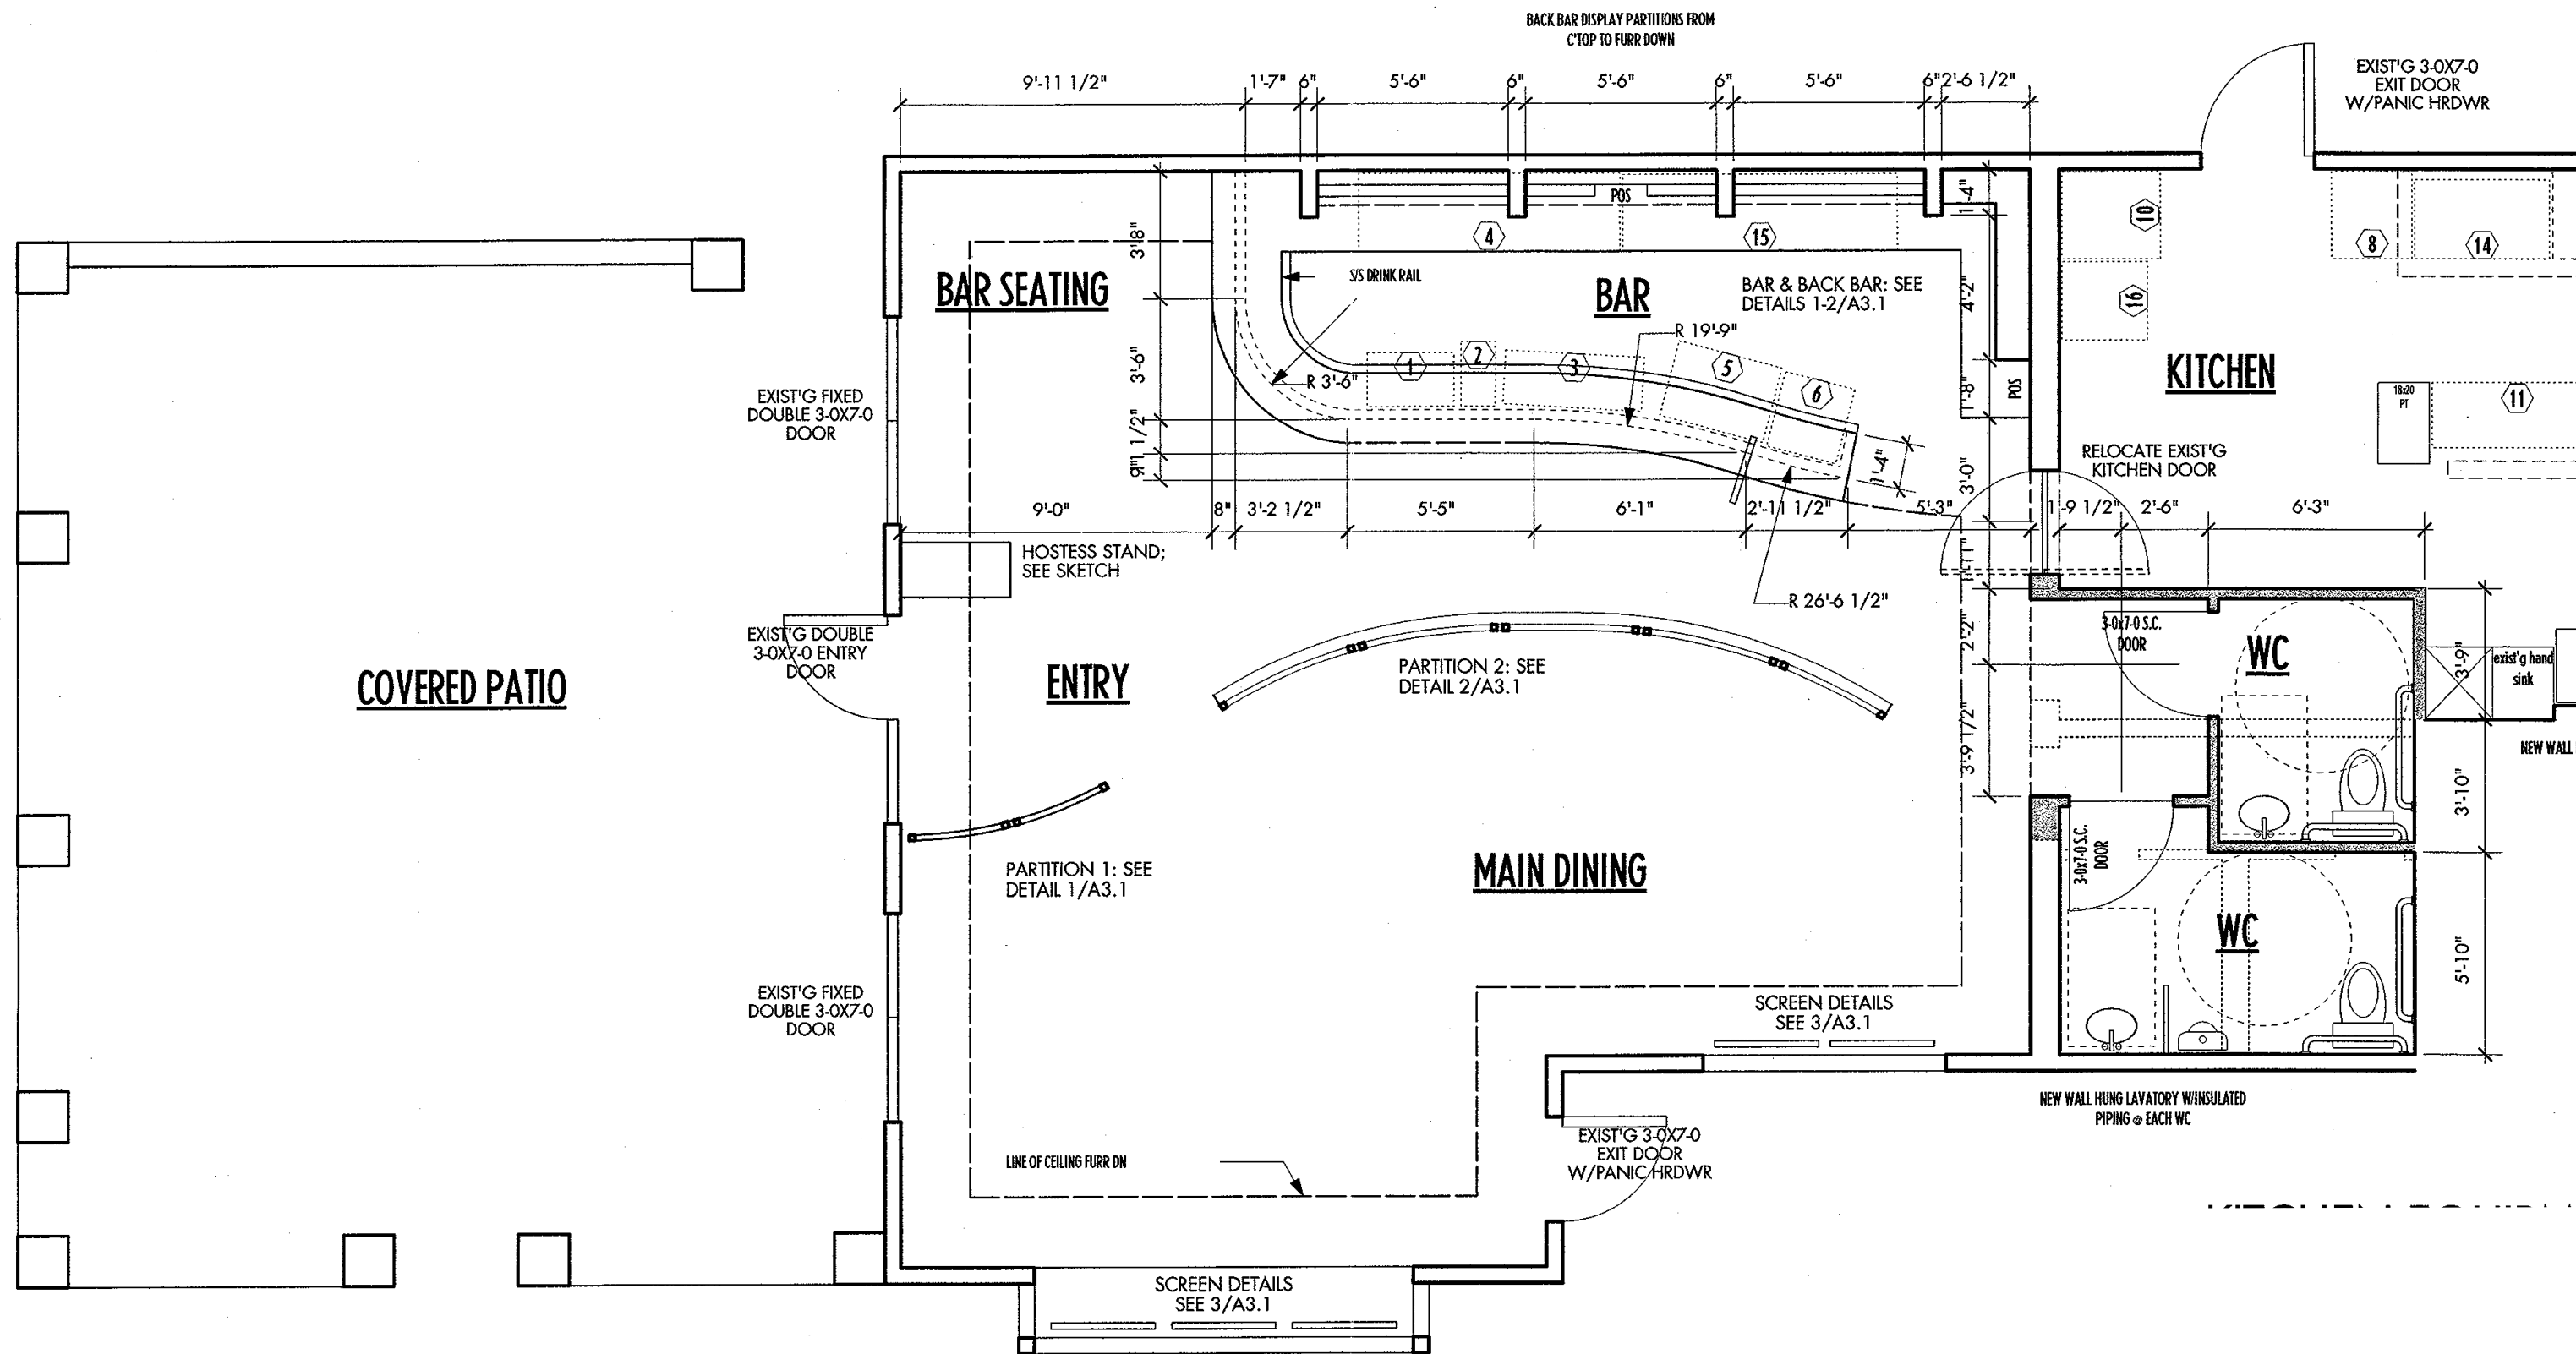 BACK BAR DISPLAY PARTITIONS FROM
C'TOP TO FURR DOWN
9'-11 1/2"
1'-7"
6"
5'-6"
6"
5'-6"
6"
5'-6"
6"
2'-6 1/2"
EXIST'G 3-0X7-0
EXIT DOOR
W/PANIC HRDWR
POS
1'-4"
10
4
15
8
14
3'-8"
BAR SEATING
S/S DRINK RAIL
BAR
BAR & BACK BAR: SEE
DETAILS 1-2/A3.1
4'-2"
16
R 19'-9"
3'-6"
R 3'-6"
1
2
3
5
6
1'-8"
POS
KITCHEN
18x20
PT
11
EXIST'G FIXED
DOUBLE 3-0X7-0
DOOR
1'-4"
3'-0"
RELOCATE EXIST'G
KITCHEN DOOR
9'-0"
8"
3'-2 1/2"
5'-5"
6'-1"
2'-11 1/2"
5'-3"
1'-9 1/2"
2'-6"
6'-3"
HOSTESS STAND;
SEE SKETCH
1'-11"
R 26'-6 1/2"
EXIST'G DOUBLE
3-0X7-0 ENTRY
DOOR
2'-2"
3-0x7-0 S.C.
DOOR
WC
3'-9"
exist'g hand
sink
COVERED PATIO
ENTRY
PARTITION 2: SEE
DETAIL 2/A3.1
3'-9 1/2"
NEW WALL
3'-10"
PARTITION 1: SEE
DETAIL 1/A3.1
MAIN DINING
3-0x7-0 S.C.
DOOR
WC
5'-10"
EXIST'G FIXED
DOUBLE 3-0X7-0
DOOR
SCREEN DETAILS
SEE 3/A3.1
NEW WALL HUNG LAVATORY W/INSULATED
PIPING @ EACH WC
EXIST'G 3-0X7-0
EXIT DOOR
W/PANIC HRDWR
LINE OF CEILING FURR DN
SCREEN DETAILS
SEE 3/A3.1